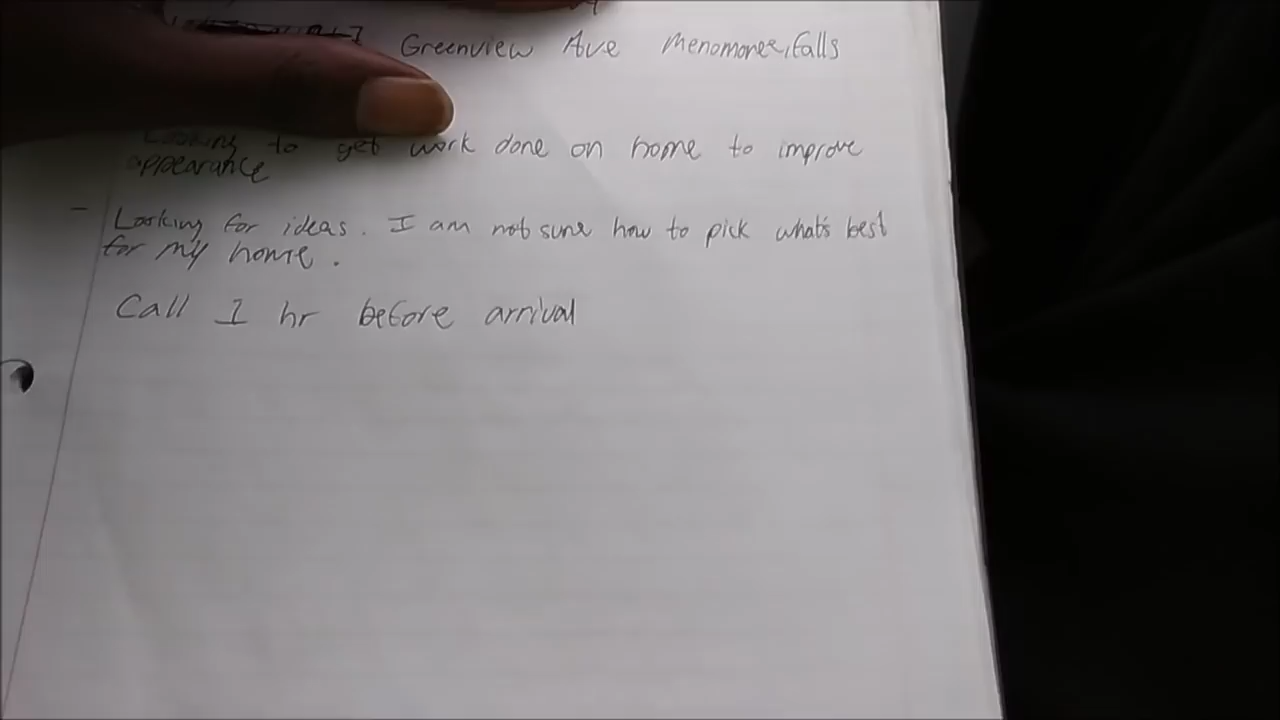 Greenview Ave Menomonee, Falls
Looking to get work done on home to improve
appearance
- Looking for ideas. I am not sure how to pick what's best
for my home.
Call 1 hr before arrival